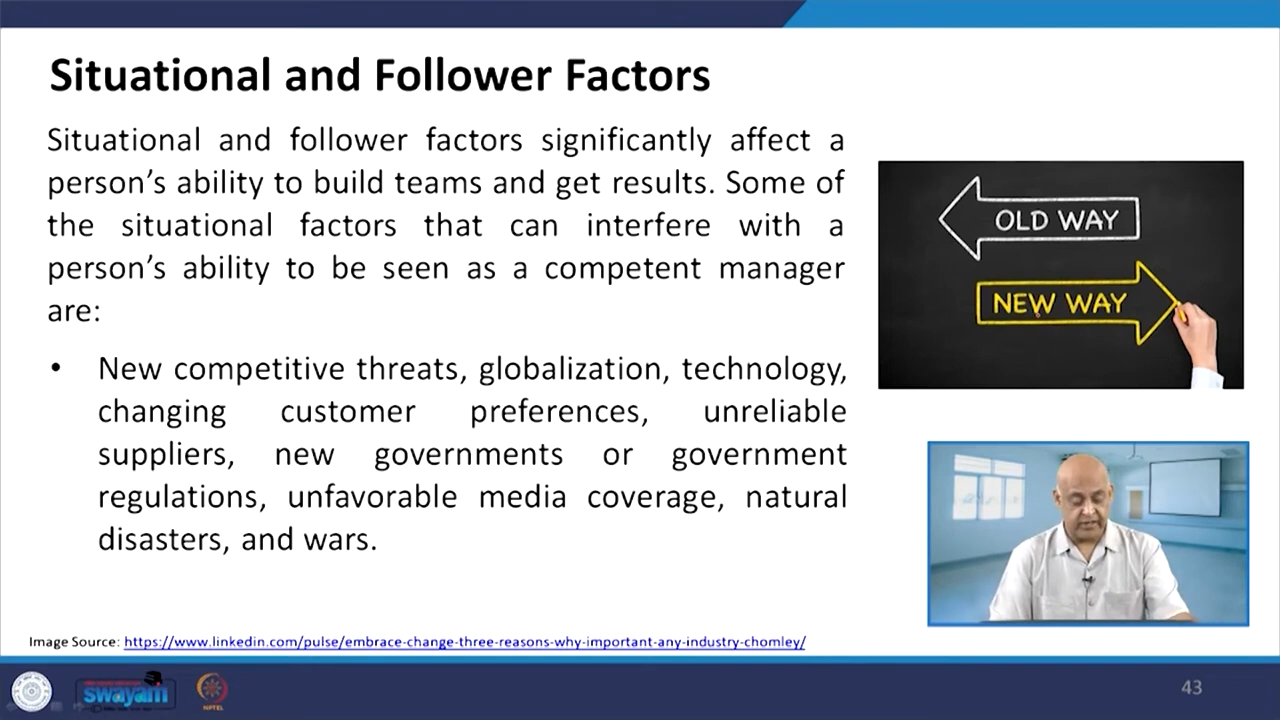 Situational and Follower Factors
Situational and follower factors significantly affect a
person's ability to build teams and get results. Some of
the situational factors that can interfere with a
person's ability to be seen as a competent manager
are:
• New competitive threats, globalization, technology,
changing customer preferences, unreliable
suppliers, new governments or government
regulations, unfavorable media coverage, natural
disasters, and wars.
OLD WAY
NEW WAY
Image Source: https://www.linkedin.com/pulse/embrace-change-three-reasons-why-important-any-industry-chomley/
swayam
NPTEL
43